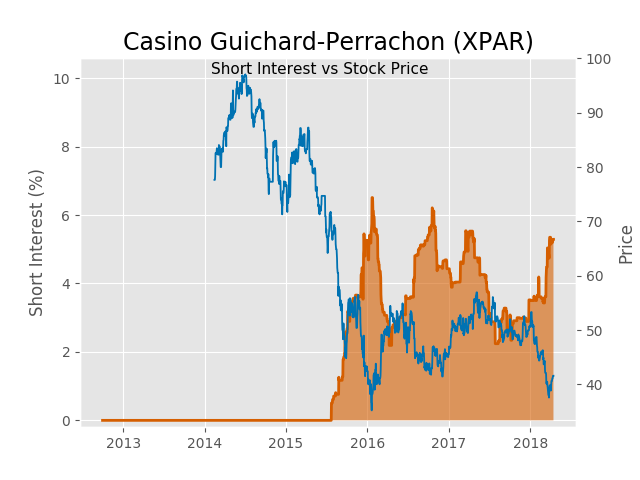 Casino Guichard-Perrachon (XPAR)
Short Interest vs Stock Price
Short Interest (%)
10
8
6
4
2
0
100
90
80
70
60
50
40
Price
2013 2014 2015 2016 2017 2018